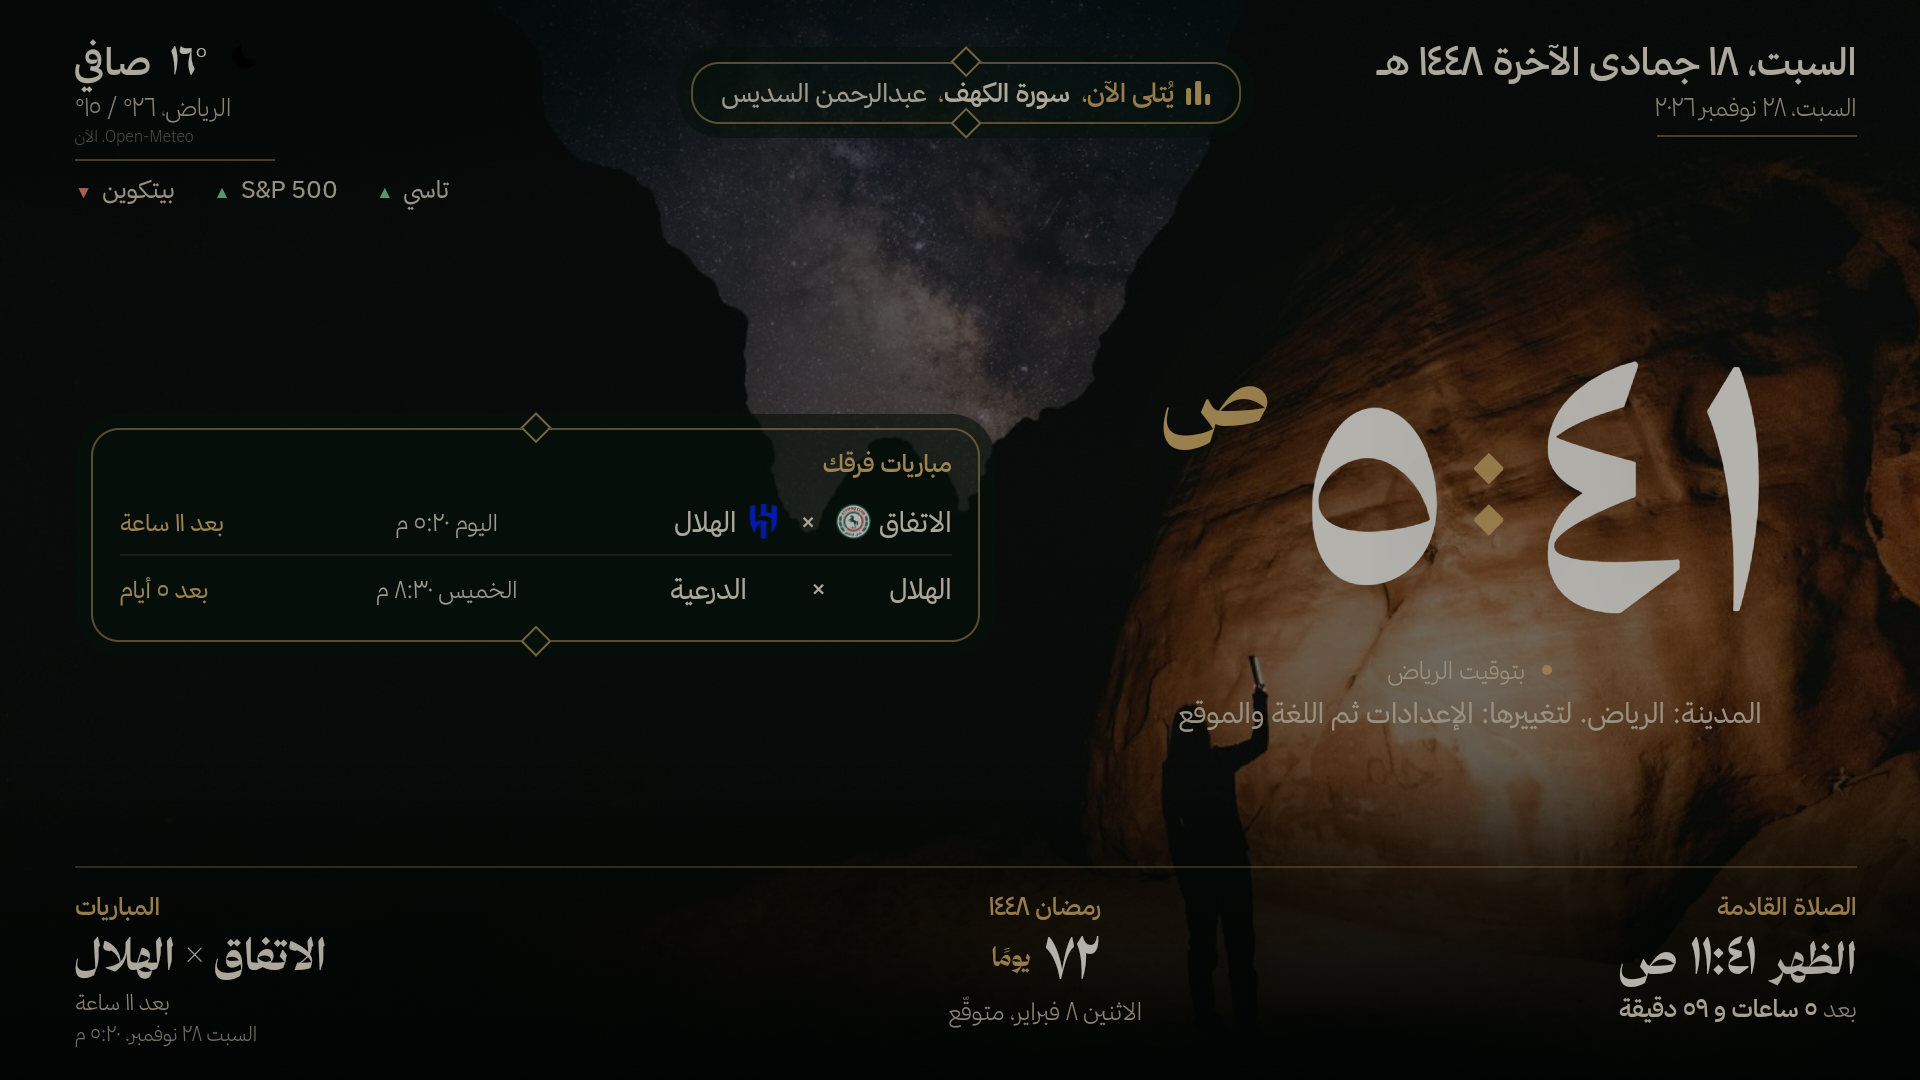 السبت، ١٨ جمادى الآخرة ١٤٤٨ هـ
السبت، ٢٨ نوفمبر ٢٠٢٦
يُتلى الآن، سورة الكهف، عبدالرحمن السديس
١٦° صافي
الرياض، ٢٦° / ١٥°
Open-Meteo، الآن
تاسي ▲ S&P 500 ▲ بيتكوين ▼
٥:٤١ ص
بتوقيت الرياض
المدينة: الرياض. لتغييرها: الإعدادات ثم اللغة والموقع
مباريات فرقك
الاتفاق × الهلال اليوم ٥:٢٠ م بعد ١١ ساعة
الهلال × الدرعية الخميس ٨:٣٠ م بعد ٥ أيام
الصلاة القادمة
الظهر ١١:٤١ ص
بعد ٥ ساعات و ٥٩ دقيقة
رمضان ١٤٤٨
٧٢ يومًا
الاثنين ٨ فبراير، متوقّع
المباريات
الاتفاق × الهلال
بعد ١١ ساعة
السبت ٢٨ نوفمبر، ٥:٢٠ م